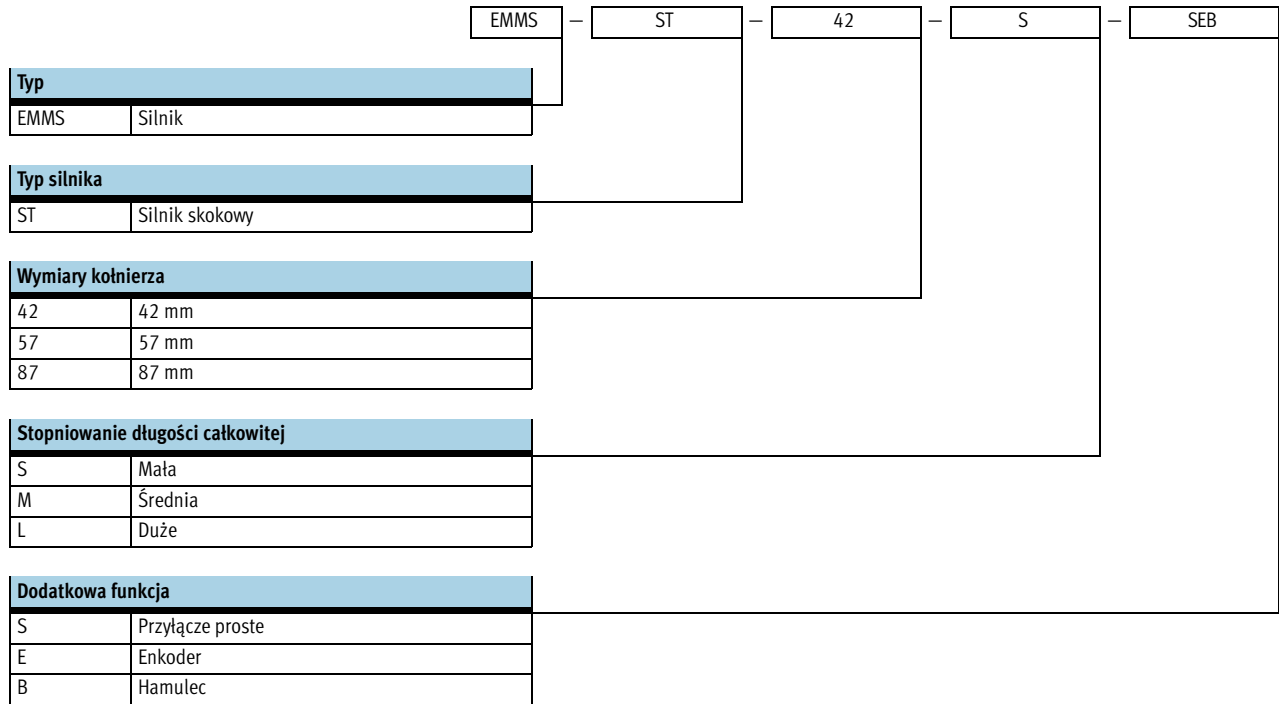 EMMS – ST – 42 – S – SEB
Typ
EMMS Silnik
Typ silnika
ST Silnik skokowy
Wymiary kołnierza
42 42 mm
57 57 mm
87 87 mm
Stopniowanie długości całkowitej
S Mała
M Średnia
L Duże
Dodatkowa funkcja
S Przyłącze proste
E Enkoder
B Hamulec